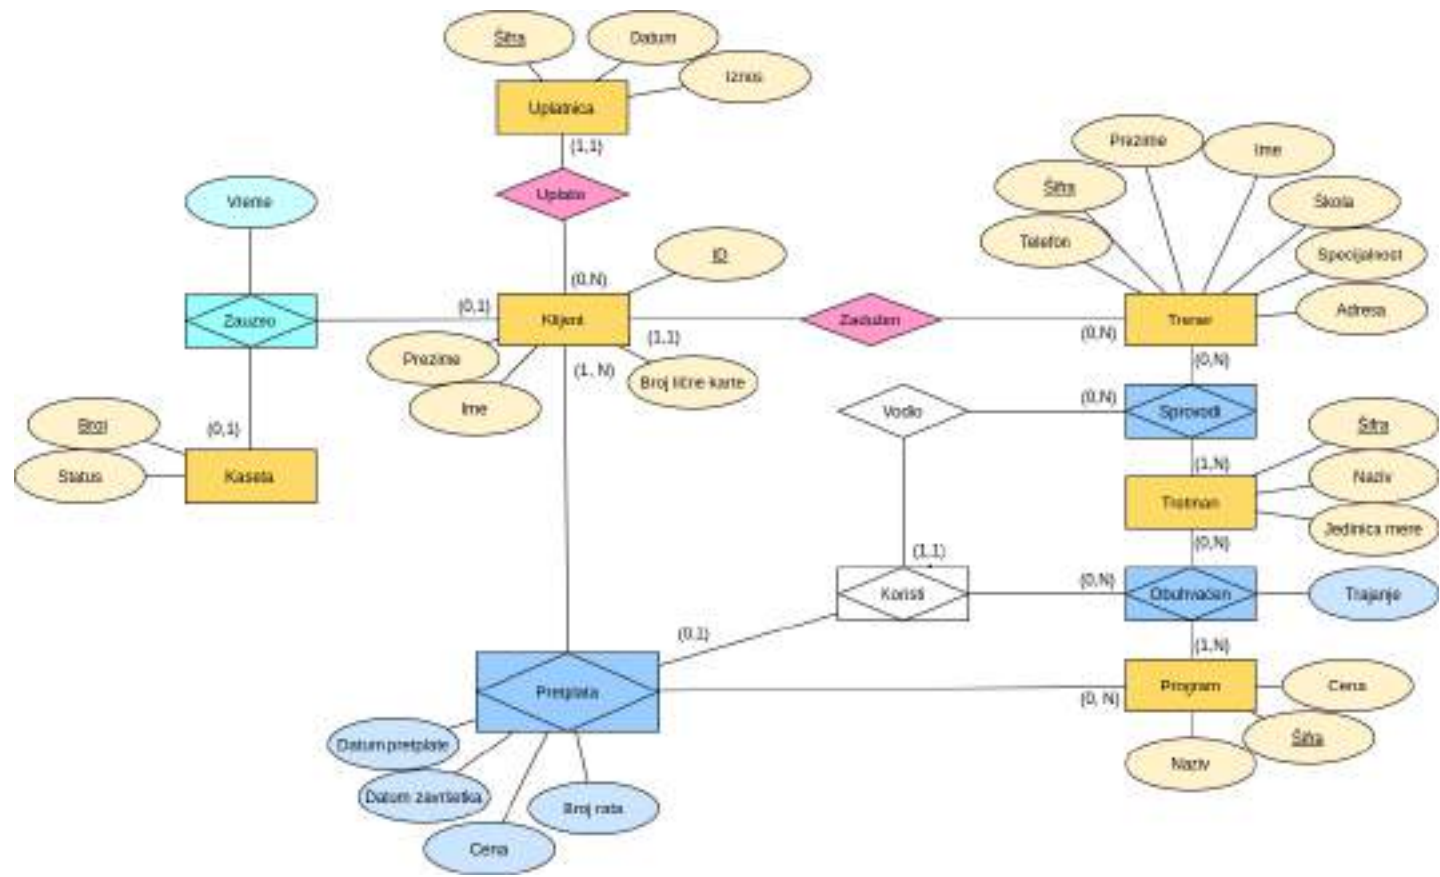 Šifra
Datum
Iznos
Uplatnica
(1,1)
Uplata
(0,N)
Vreme
Zauzeo
(0,1)
Klijent
ID
(1,1)
(1, N)
Prezime
Ime
Broj lične karte
(0,1)
Kaseta
Broj
Status
Zadužen
(0,N)
Trener
Prezime
Ime
Šifra
Telefon
Škola
Specijalnost
Adresa
(0,N)
Vodio
(0,N)
Sprovodi
(1,N)
Tretman
Šifra
Naziv
Jedinica mere
(0,N)
(1,1)
Koristi
(0,N)
Obuhvaćen
Trajanje
(0,1)
(1,N)
Pretplata
(0, N)
Program
Cena
Šifra
Naziv
Datum pretplate
Datum završetka
Cena
Broj rata